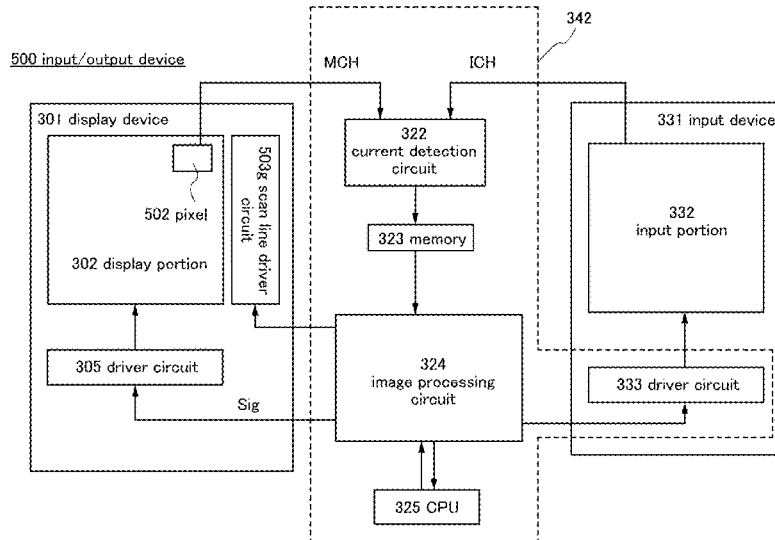 342
500 input/output device
MCH
ICH
301 display device
331 input device
322
current detection
circuit
503g scan line driver
circuit
502 pixel
332
input portion
323 memory
302 display portion
324
image processing
circuit
305 driver circuit
333 driver circuit
Sig
325 CPU